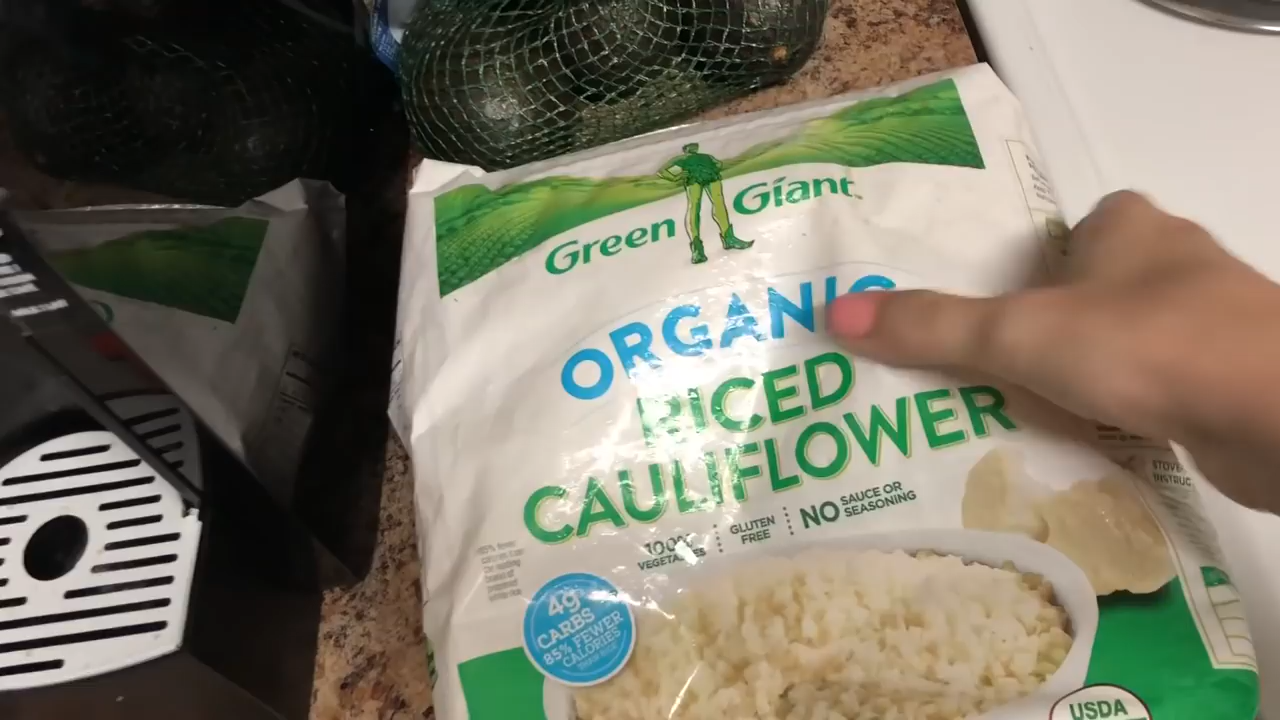 Green Giant
ORGANIC
RICED
CAULIFLOWER
100%
VEGETABLES
GLUTEN
FREE
NO SAUCE OR
SEASONING
4g
CARBS
85% FEWER
CALORIES
USDA